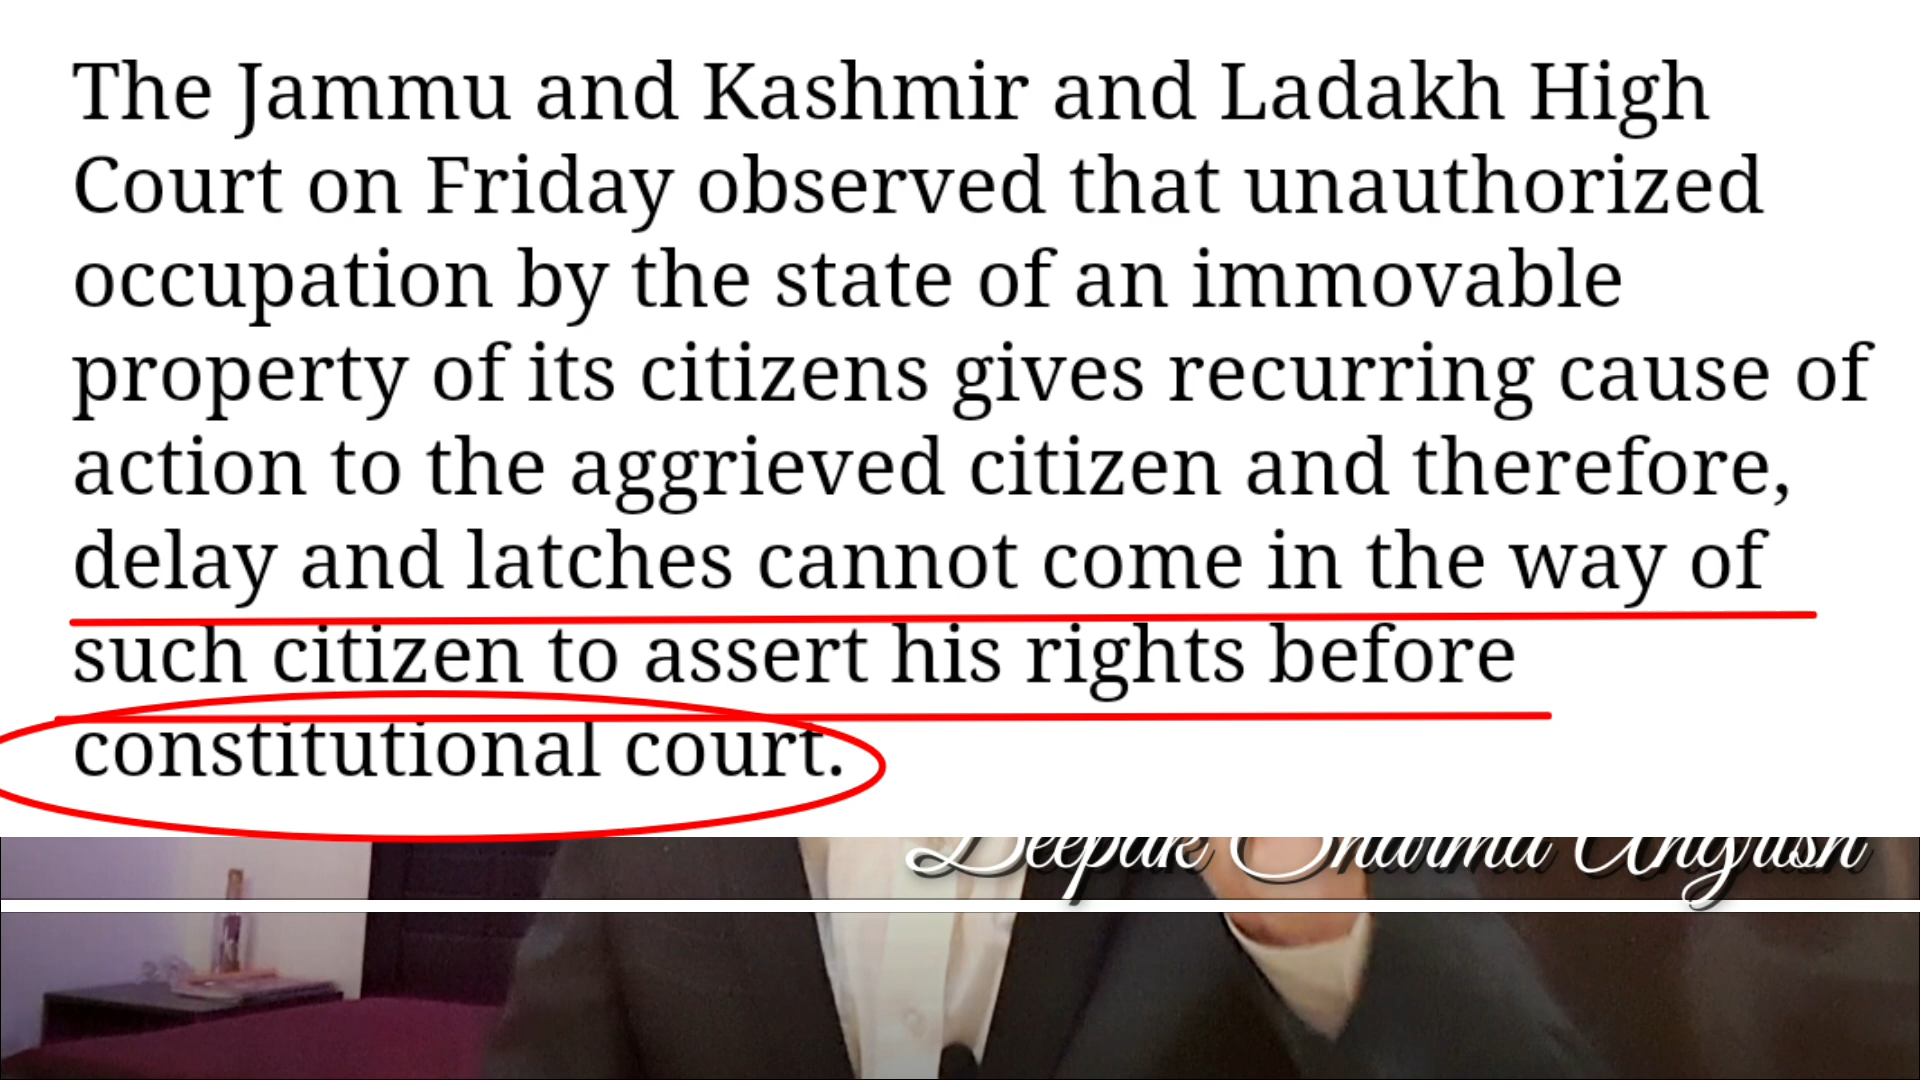 The Jammu and Kashmir and Ladakh High
Court on Friday observed that unauthorized
occupation by the state of an immovable
property of its citizens gives recurring cause of
action to the aggrieved citizen and therefore,
delay and latches cannot come in the way of
such citizen to assert his rights before
constitutional court.
Deepak Sharma Angrish